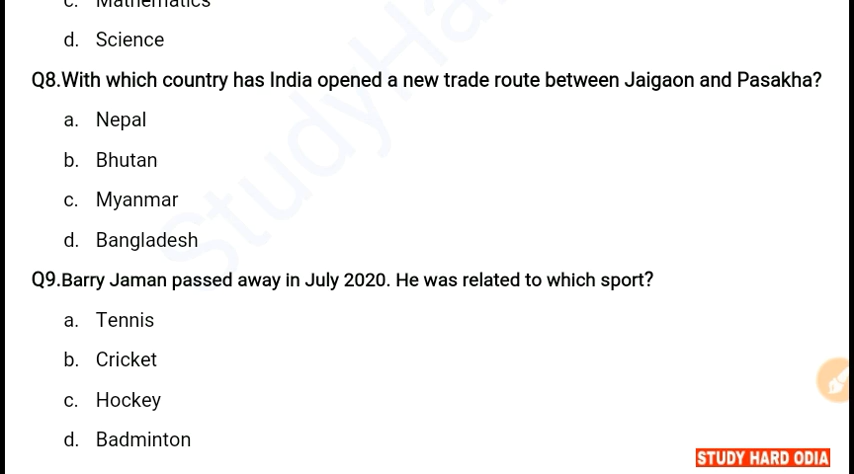 c. Mathematics
d. Science
Q8.With which country has India opened a new trade route between Jaigaon and Pasakha?
a. Nepal
b. Bhutan
c. Myanmar
d. Bangladesh
Q9.Barry Jaman passed away in July 2020. He was related to which sport?
a. Tennis
b. Cricket
c. Hockey
d. Badminton
STUDY HARD ODIA